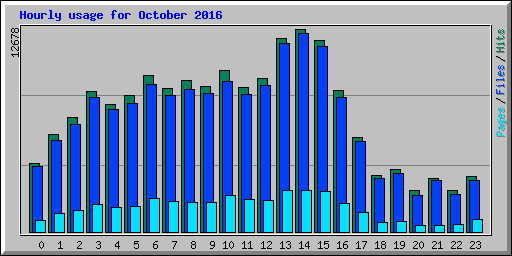 Hourly usage for October 2016
12678
Pages / Files / Hits
0 1 2 3 4 5 6 7 8 9 10 11 12 13 14 15 16 17 18 19 20 21 22 23